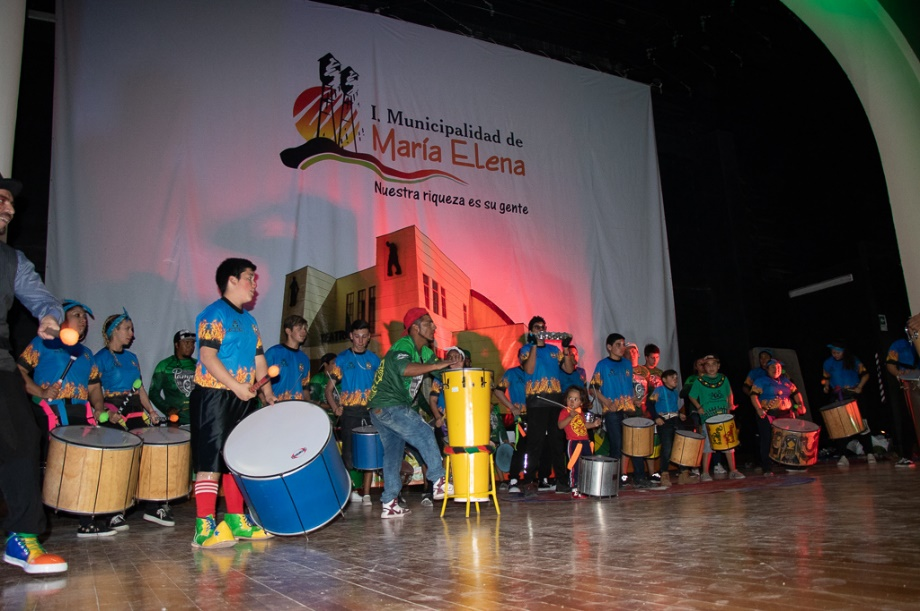 I. Municipalidad de
María Elena
Nuestra riqueza es su gente